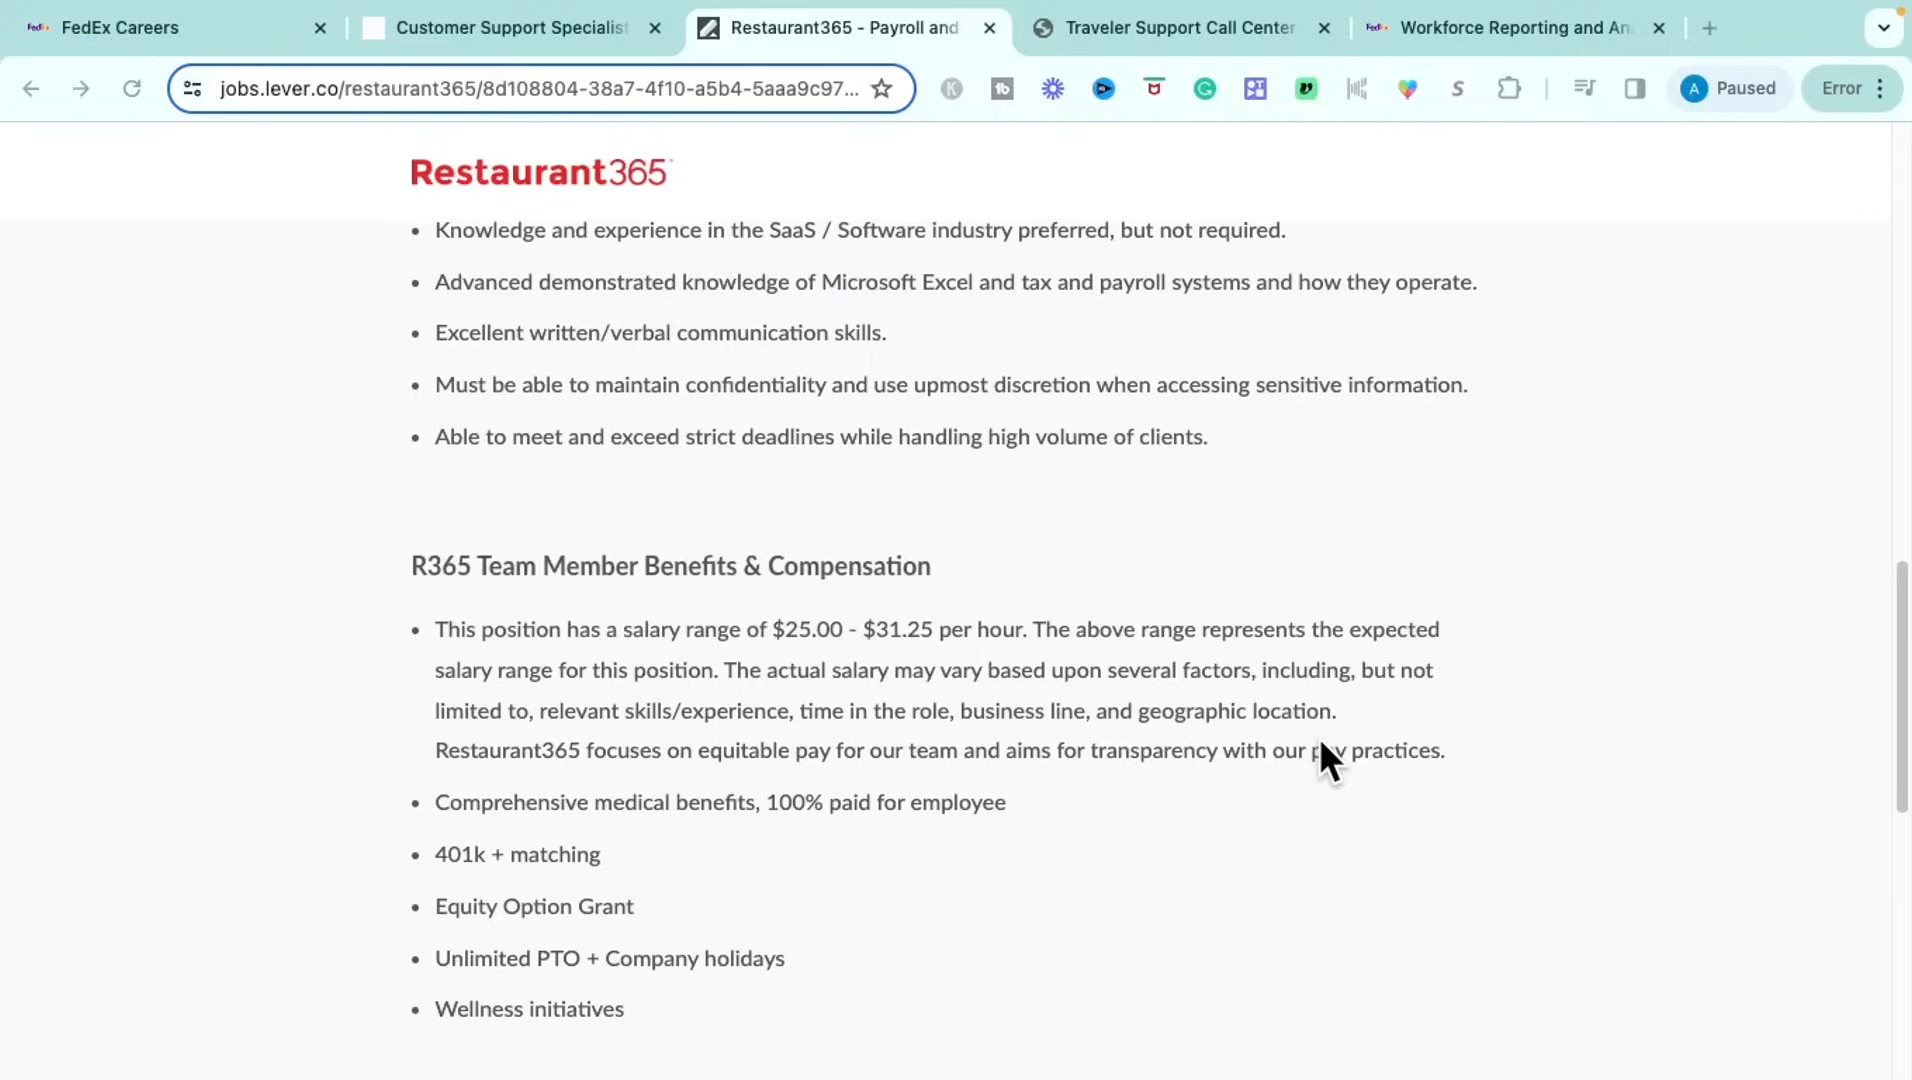 FedEx Careers
Customer Support Specialist
Restaurant365 - Payroll and
Traveler Support Call Center
Workforce Reporting and An
jobs.lever.co/restaurant365/8d108804-38a7-4f10-a5b4-5aaa9c97...
A Paused
Error
Restaurant365
• Knowledge and experience in the SaaS / Software industry preferred, but not required.
• Advanced demonstrated knowledge of Microsoft Excel and tax and payroll systems and how they operate.
• Excellent written/verbal communication skills.
• Must be able to maintain confidentiality and use upmost discretion when accessing sensitive information.
• Able to meet and exceed strict deadlines while handling high volume of clients.
R365 Team Member Benefits & Compensation
• This position has a salary range of $25.00 - $31.25 per hour. The above range represents the expected
salary range for this position. The actual salary may vary based upon several factors, including, but not
limited to, relevant skills/experience, time in the role, business line, and geographic location.
Restaurant365 focuses on equitable pay for our team and aims for transparency with our pay practices.
• Comprehensive medical benefits, 100% paid for employee
• 401k + matching
• Equity Option Grant
• Unlimited PTO + Company holidays
• Wellness initiatives